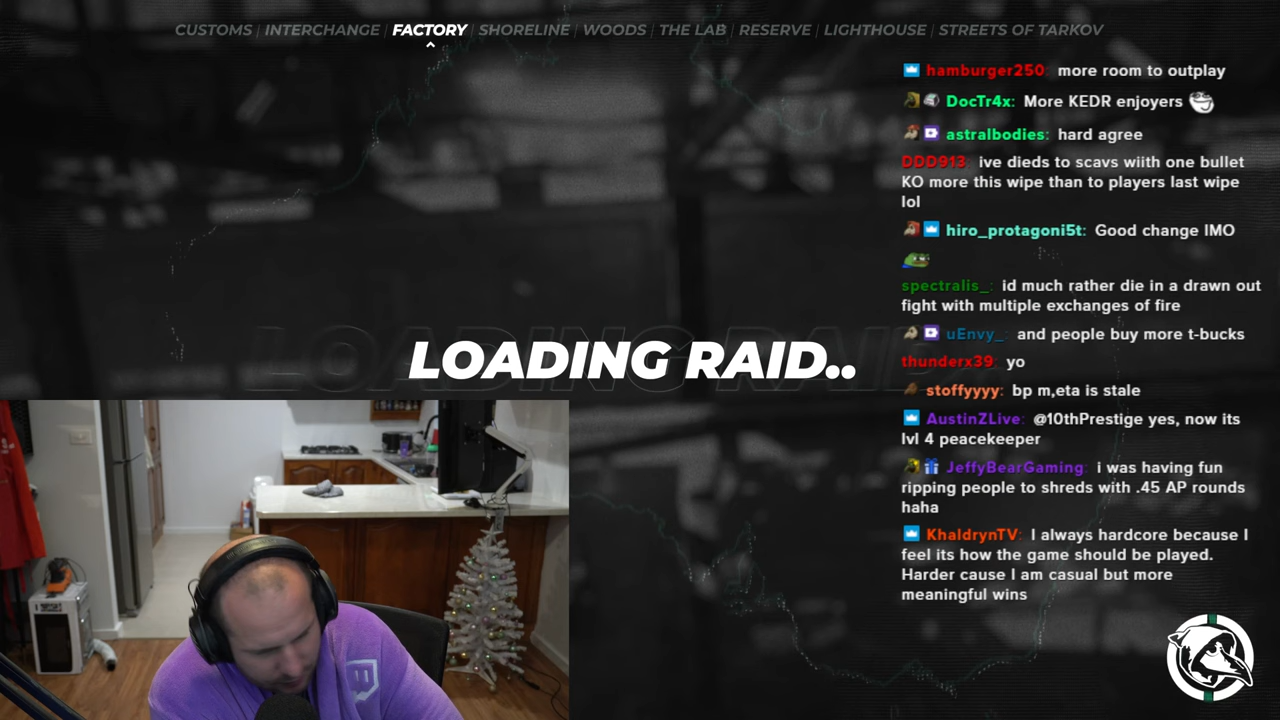 CUSTOMS | INTERCHANGE | FACTORY | SHORELINE | WOODS | THE LAB | RESERVE | LIGHTHOUSE | STREETS OF TARKOV
hamburger250: more room to outplay
DocTr4x: More KEDR enjoyers
astralbodies: hard agree
DDD913: ive dieds to scavs wiith one bullet
KO more this wipe than to players last wipe
lol
hiro_protagoni5t: Good change IMO
spectralis_: id much rather die in a drawn out
fight with multiple exchanges of fire
uEnvy_: and people buy more t-bucks
thunderx39: yo
stoffyyyy: bp m,eta is stale
AustinZLive: @10thPrestige yes, now its
lvl 4 peacekeeper
JeffyBearGaming: i was having fun
ripping people to shreds with .45 AP rounds
haha
KhaldrynTV: I always hardcore because I
feel its how the game should be played.
Harder cause I am casual but more
meaningful wins
LOADING RAID..
LOADING RAID